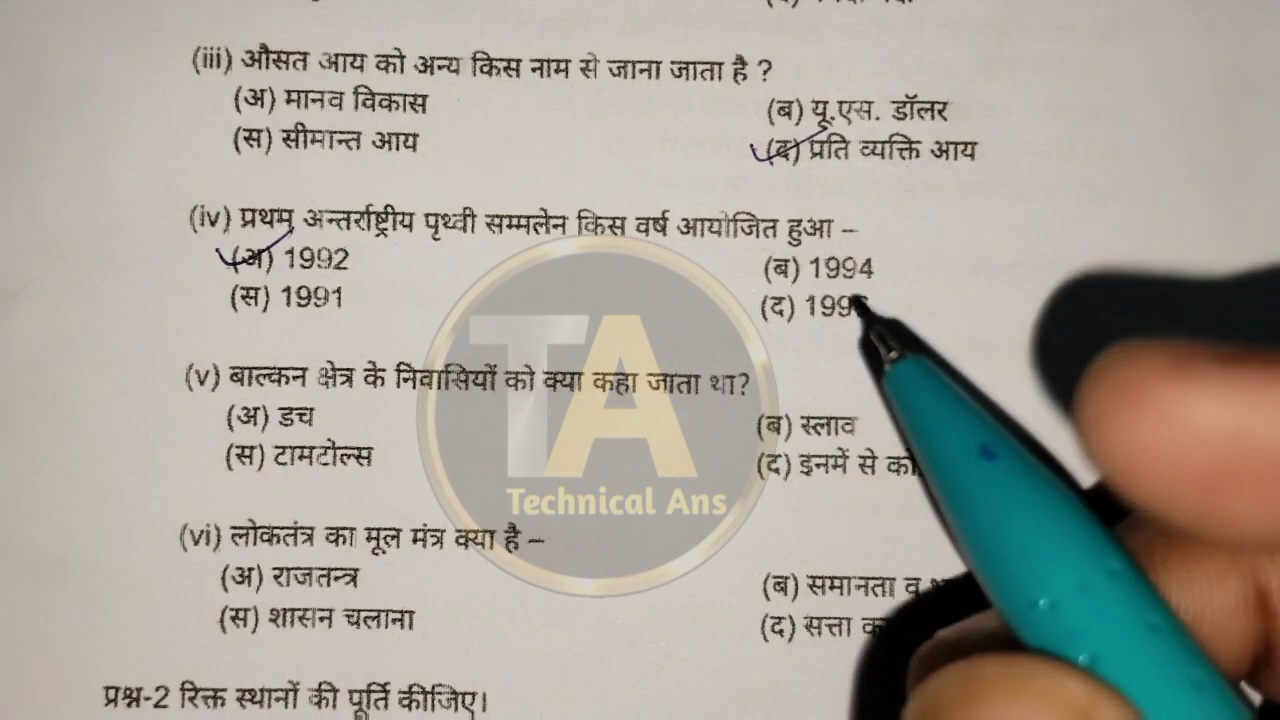 (iii) औसत आय को अन्य किस नाम से जाना जाता है ?
(अ) मानव विकास (ब) यू.एस. डॉलर
(स) सीमान्त आय (द) प्रति व्यक्ति आय
(iv) प्रथम अन्तर्राष्ट्रीय पृथ्वी सम्मलेन किस वर्ष आयोजित हुआ –
(अ) 1992 (ब) 1994
(स) 1991 (द)
(v) बाल्कन क्षेत्र के निवासियों को क्या कहा जाता था?
(अ) डच (ब) स्लाव
(स) टामटोल्स (द) इनमें से
TA
Technical Ans
(vi) लोकतंत्र का मूल मंत्र क्या है –
(अ) राजतन्त्र (ब) समानता व
(स) शासन चलाना (द) सत्ता
प्रश्न-2 रिक्त स्थानों की पूर्ति कीजिए।